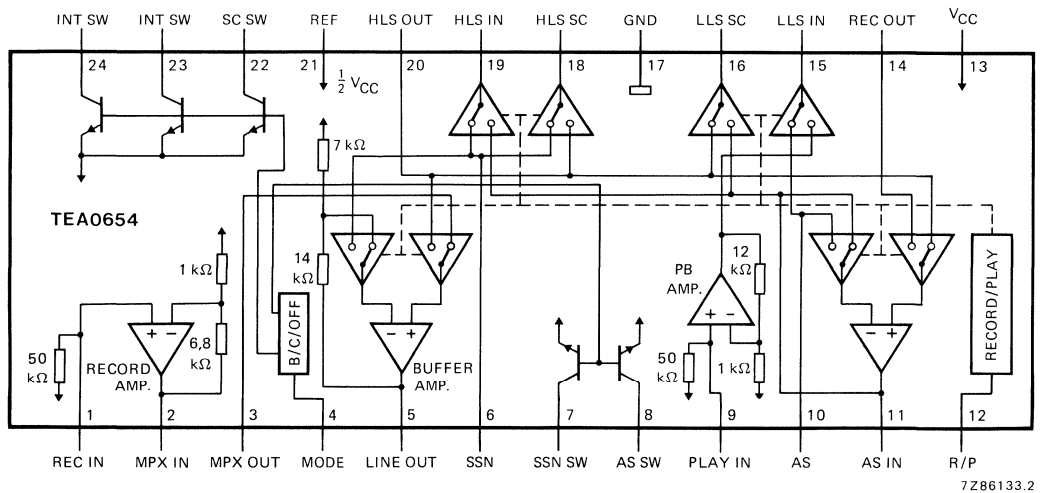 INT SW INT SW SC SW REF HLS OUT HLS IN HLS SC GND LLS SC LLS IN REC OUT VCC
24 23 22 21 20 19 18 17 16 15 14 13
½ VCC
7 kΩ
TEA0654
1 kΩ
14 kΩ
PB AMP.
12 kΩ
RECORD/PLAY
B/C/OFF
50 kΩ
RECORD AMP.
6,8 kΩ
BUFFER AMP.
50 kΩ
1 kΩ
+ −
− +
+ −
− +
1 2 3 4 5 6 7 8 9 10 11 12
REC IN MPX IN MPX OUT MODE LINE OUT SSN SSN SW AS SW PLAY IN AS AS IN R/P
7Z86133.2